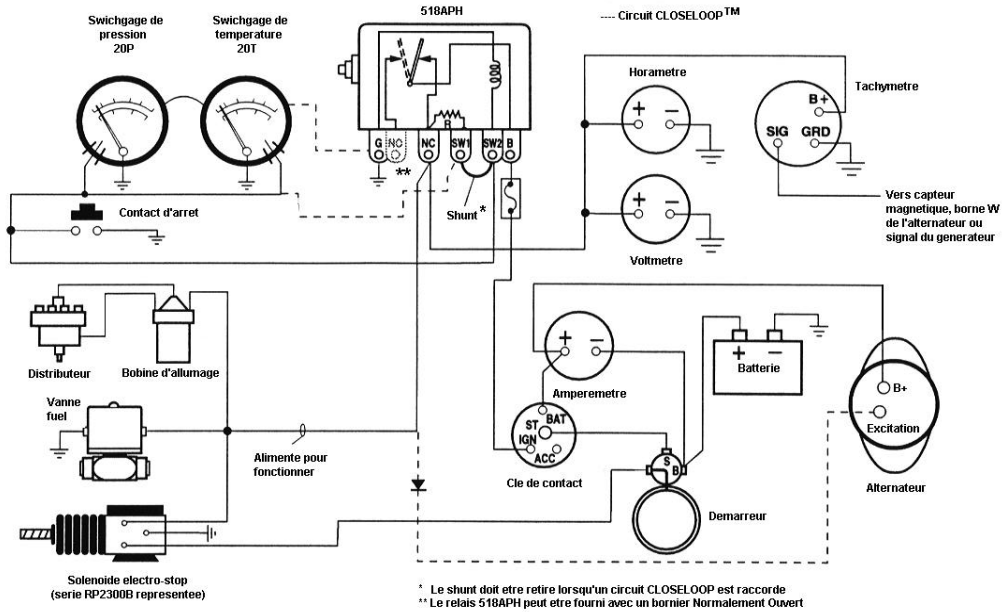 518APH
---- Circuit CLOSELOOP™
Swichgage de
pression
20P
Swichgage de
temperature
20T
Horametre
Tachymetre
B+
SIG
GRD
+ −
R
G
NO
NC
SW1
SW2
B
**
Shunt *
Contact d'arret
+ −
Voltmetre
Vers capteur
magnetique, borne W
de l'alternateur ou
signal du generateur
Distributeur
Bobine d'allumage
+ −
Amperemetre
+ −
Batterie
B+
Excitation
Alternateur
Vanne
fuel
Alimente pour
fonctionner
ST
BAT
IGN
ACC
Cle de contact
S
B
Demarreur
Solenoide electro-stop
(serie RP2300B representee)
* Le shunt doit etre retire lorsqu'un circuit CLOSELOOP est raccorde
** Le relais 518APH peut etre fourni avec un bornier Normalement Ouvert